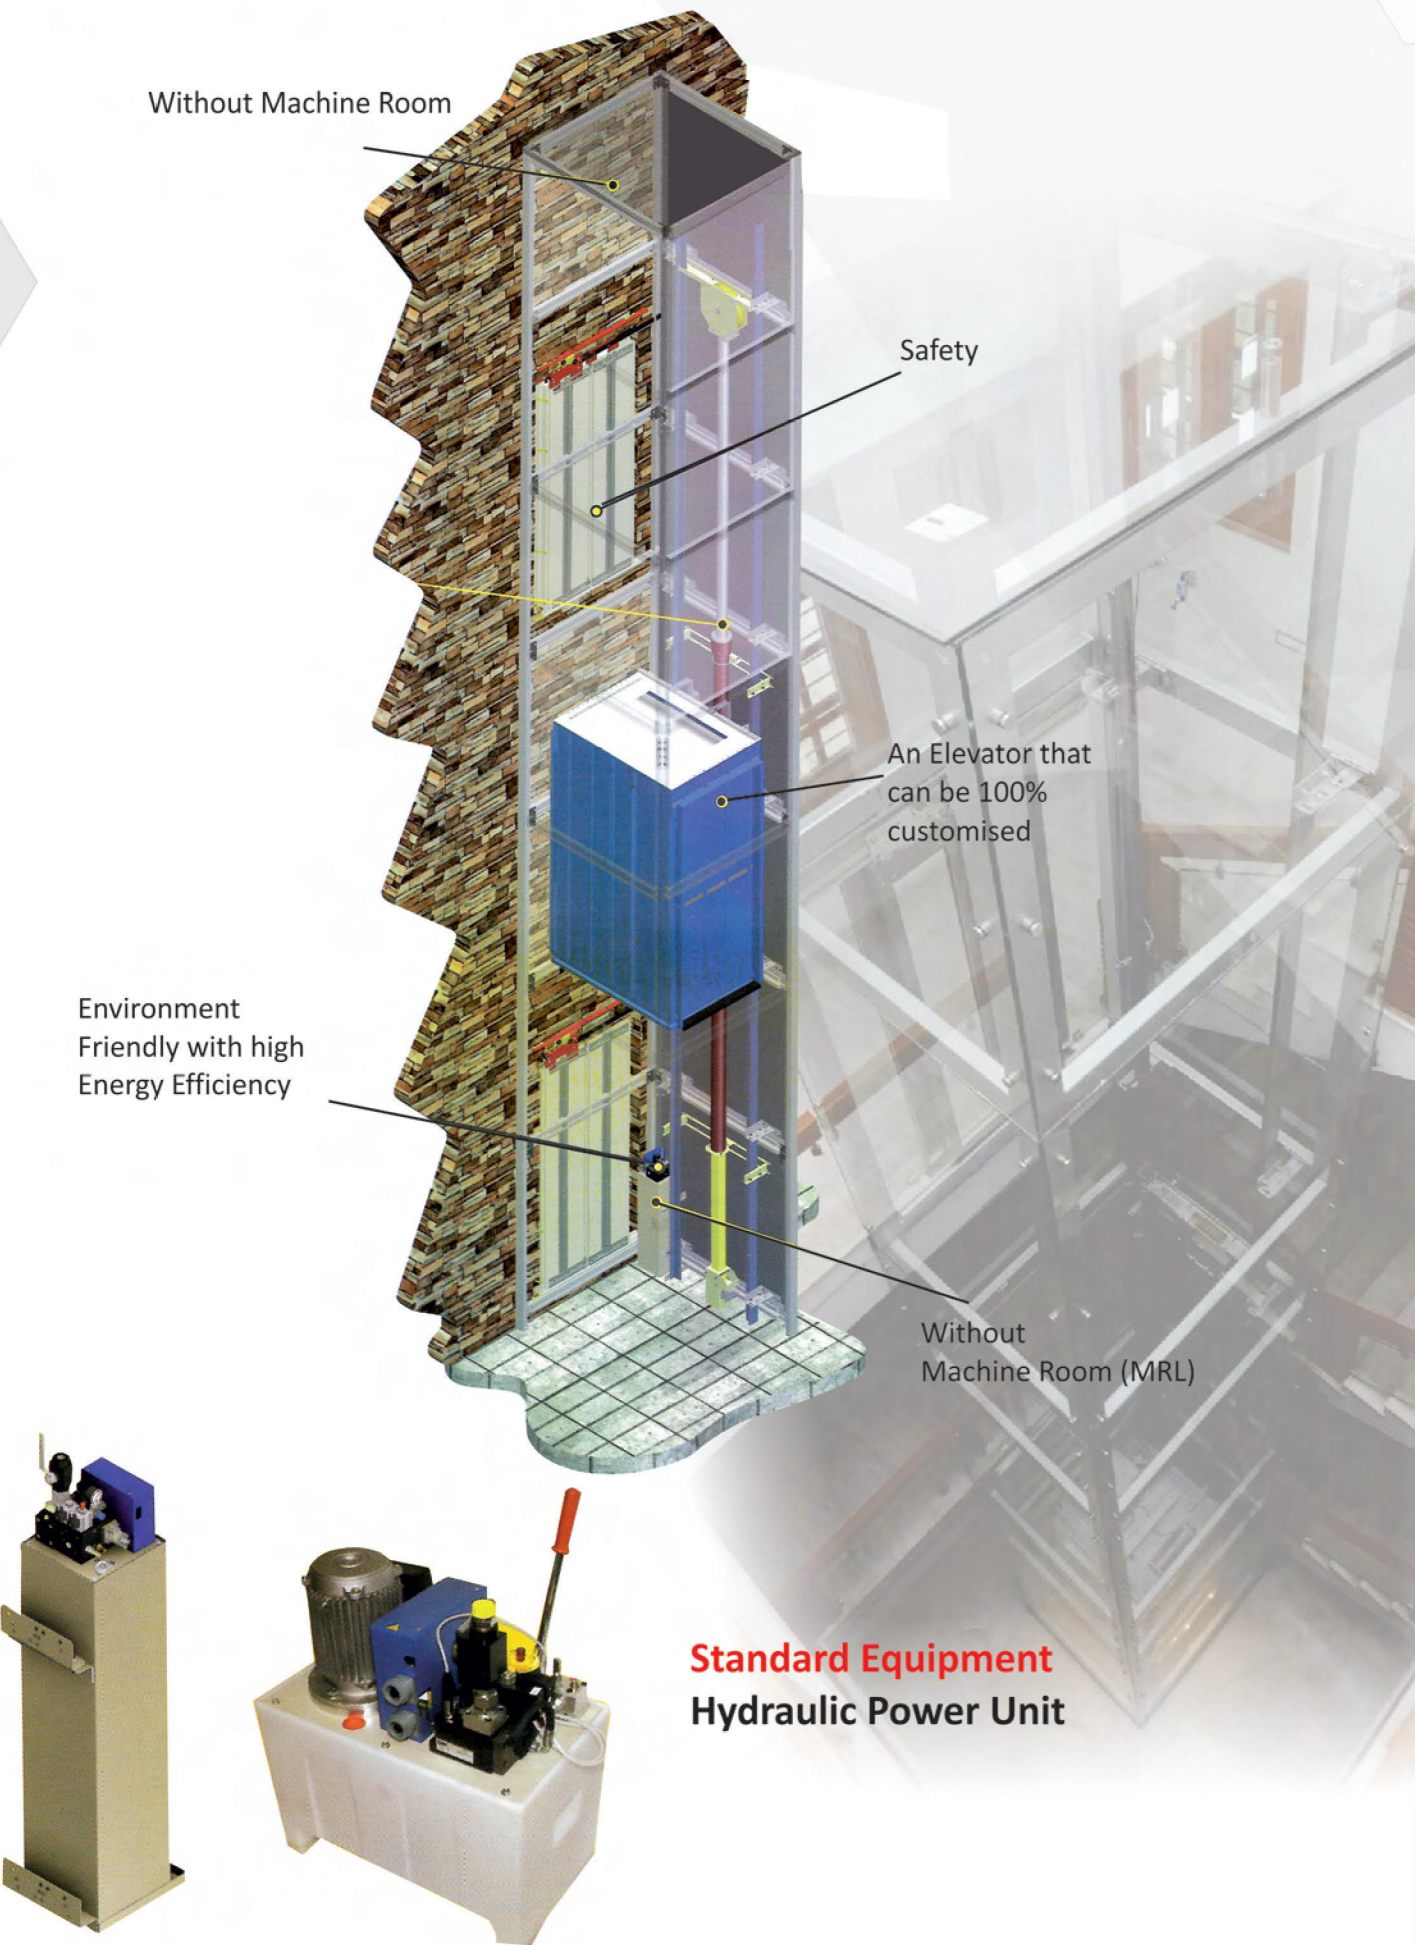 Without Machine Room
Safety
An Elevator that
can be 100%
customised
Environment
Friendly with high
Energy Efficiency
Without
Machine Room (MRL)
Standard Equipment
Hydraulic Power Unit